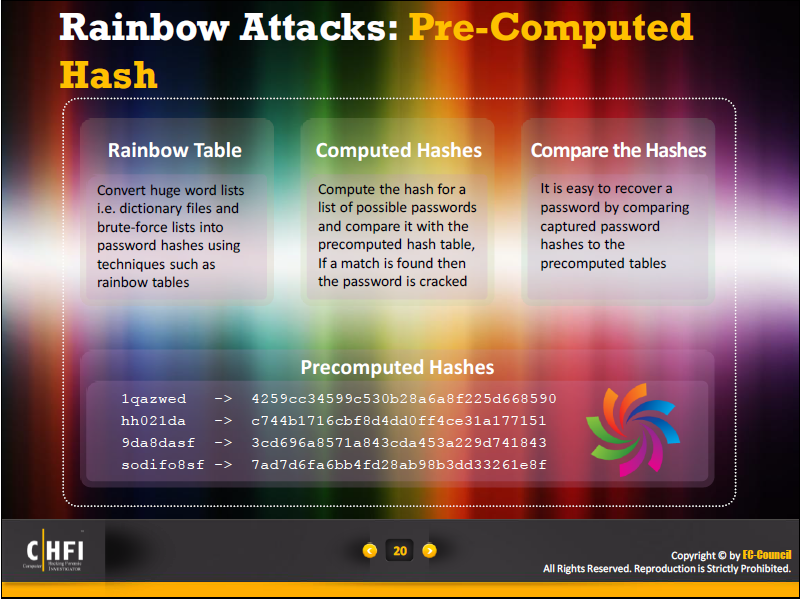 Rainbow Attacks: Pre-Computed
Hash
Rainbow Table
Convert huge word lists
i.e. dictionary files and
brute-force lists into
password hashes using
techniques such as
rainbow tables
Computed Hashes
Compute the hash for a
list of possible passwords
and compare it with the
precomputed hash table,
If a match is found then
the password is cracked
Compare the Hashes
It is easy to recover a
password by comparing
captured password
hashes to the
precomputed tables
Precomputed Hashes
1qazwed -> 4259cc34599c530b28a6a8f225d668590
hh021da -> c744b1716cbf8d4dd0ff4ce31a177151
9da8dasf -> 3cd696a8571a843cda453a229d741843
sodifo8sf -> 7ad7d6fa6bb4fd28ab98b3dd33261e8f
CHFI
Computer Hacking Forensic
INVESTIGATOR
20
Copyright © by EC-Council
All Rights Reserved. Reproduction is Strictly Prohibited.